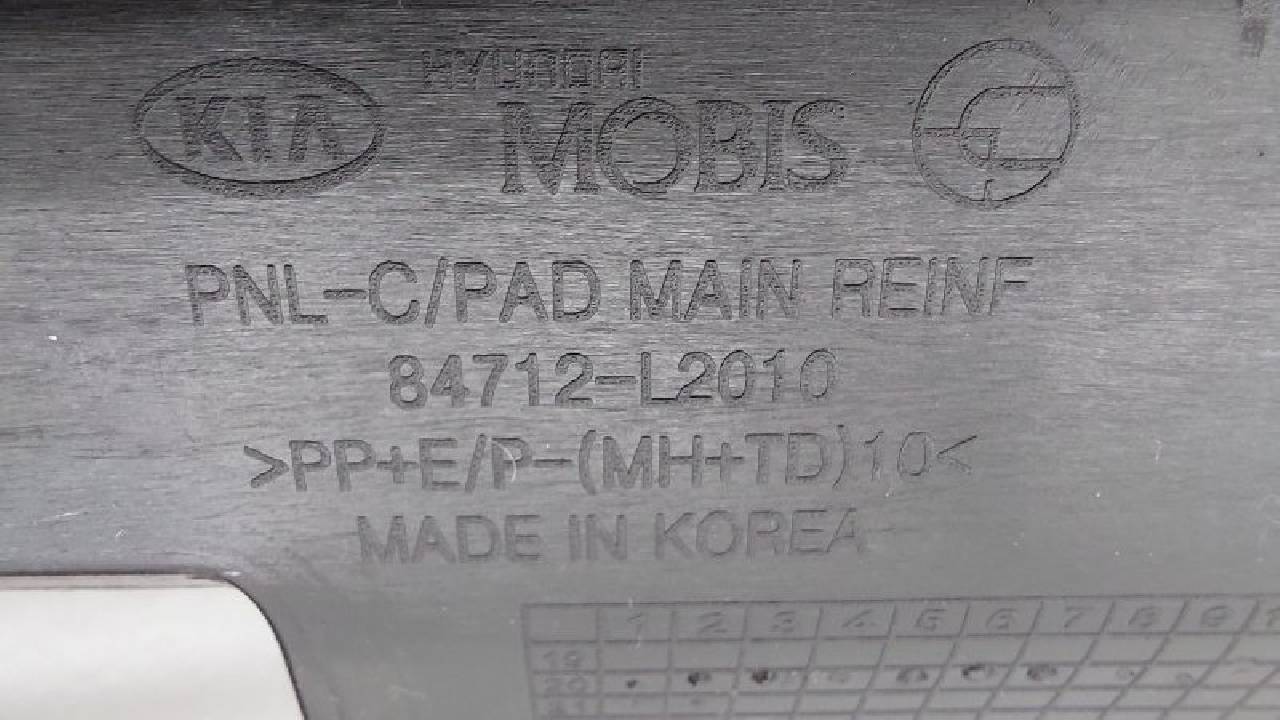 KIA
HYUNDAI
MOBIS
PNL-C/PAD MAIN REINF
84712-L2010
>PP+E/P-(MH+TD)10<
MADE IN KOREA
1 2 3 4 5 6 7 8 9
19
20
21